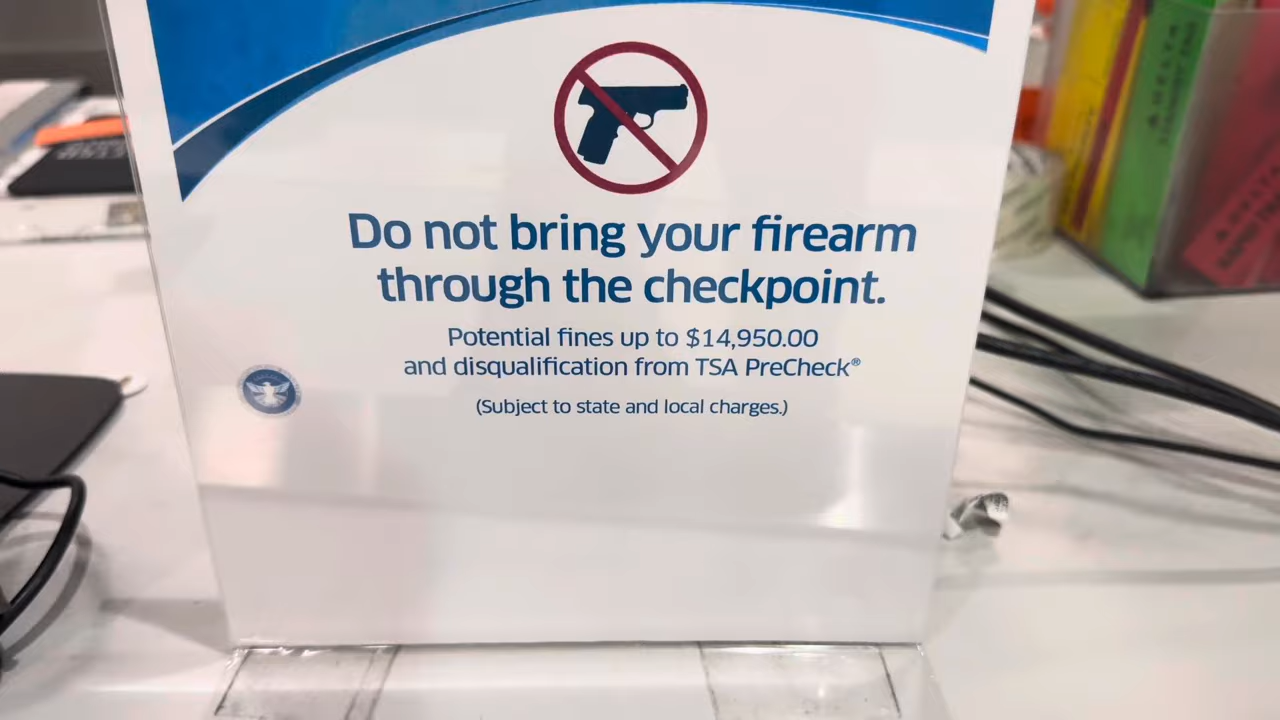 Do not bring your firearm
through the checkpoint.
Potential fines up to $14,950.00
and disqualification from TSA PreCheck®
(Subject to state and local charges.)